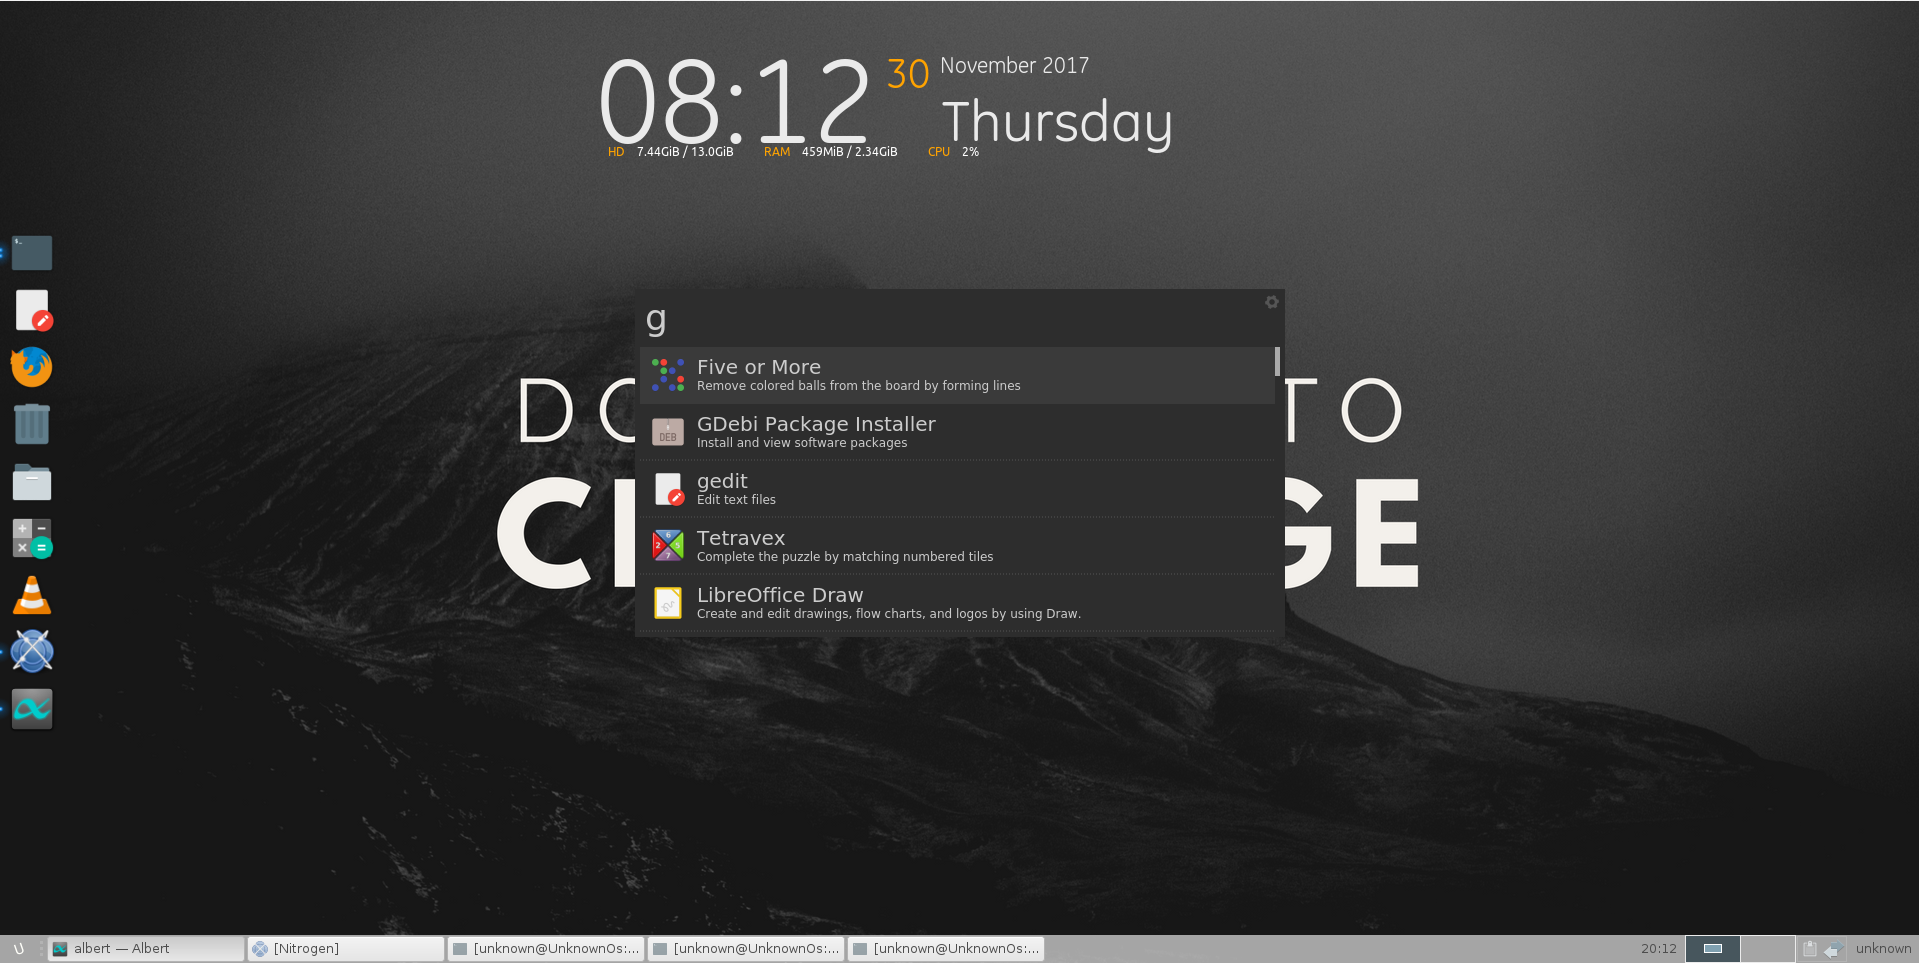 08:12 30 November 2017
Thursday
HD 7.44GiB / 13.0GiB RAM 459MiB / 2.34GiB CPU 2%
g
Five or More
Remove colored balls from the board by forming lines
GDebi Package Installer
Install and view software packages
gedit
Edit text files
Tetravex
Complete the puzzle by matching numbered tiles
LibreOffice Draw
Create and edit drawings, flow charts, and logos by using Draw.
DEB
TO
GE
albert — Albert
[Nitrogen]
[unknown@UnknownOs:...
[unknown@UnknownOs:...
[unknown@UnknownOs:...
20:12
unknown